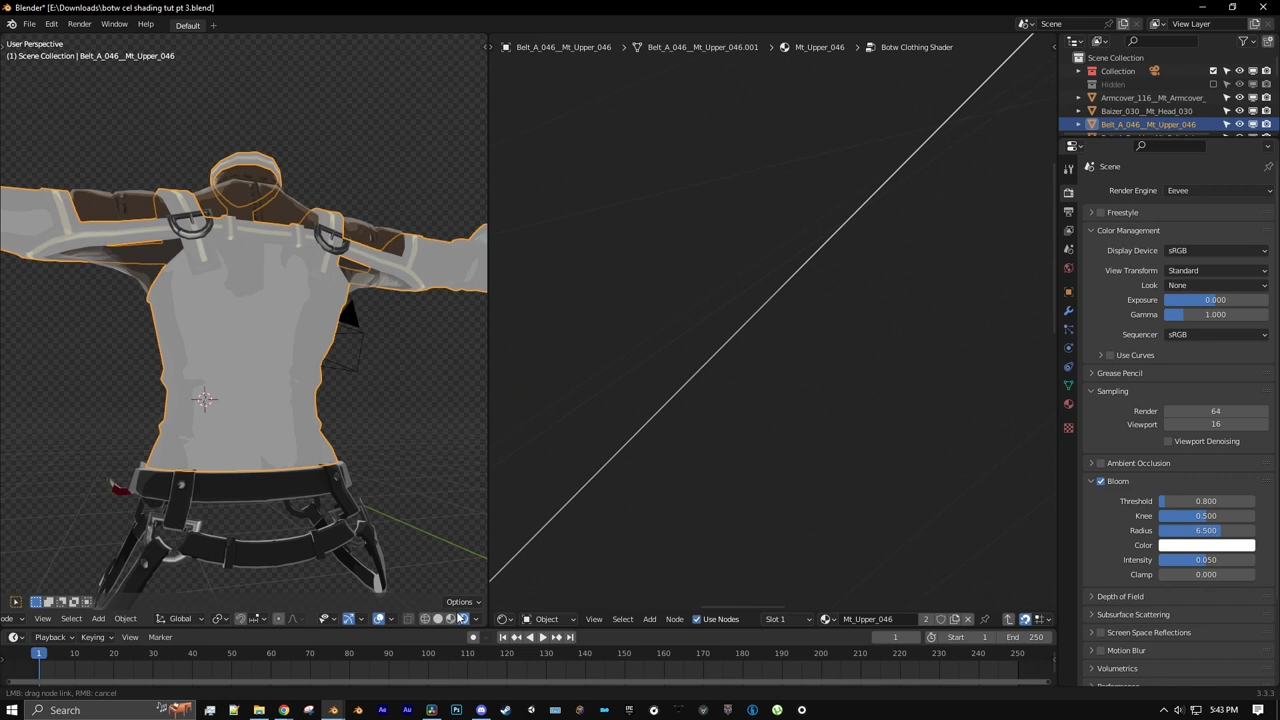 Blender* [E:\Downloads\botw cel shading tut pt 3.blend]
File Edit Render Window Help Default
Scene View Layer
User Perspective
(1) Scene Collection | Belt_A_046__Mt_Upper_046
Belt_A_046__Mt_Upper_046 Belt_A_046__Mt_Upper_046.001 Mt_Upper_046 Botw Clothing Shader
Scene Collection
Collection
Hidden
Armcover_116__Mt_Armcover_
Baizer_030__Mt_Head_030
Belt_A_046__Mt_Upper_046
Scene
Render Engine Eevee
Freestyle
Color Management
Display Device sRGB
View Transform Standard
Look None
Exposure 0.000
Gamma 1.000
Sequencer sRGB
Use Curves
Grease Pencil
Sampling
Render 64
Viewport 16
Viewport Denoising
Ambient Occlusion
Bloom
Threshold 0.800
Knee 0.500
Radius 6.500
Color
Intensity 0.050
Clamp 0.000
Depth of Field
Subsurface Scattering
Screen Space Reflections
Motion Blur
Volumetrics
Options
ode View Select Add Object Global
Object View Select Add Node Use Nodes Slot 1 Mt_Upper_046 2
Playback Keying View Marker 1 Start 1 End 250
1 10 20 30 40 50 60 70 80 90 100 110 120 130 140 150 160 170 180 190 200 210 220 230 240 250
LMB: drag node link, RMB: cancel 3.3.3
Search 5:43 PM